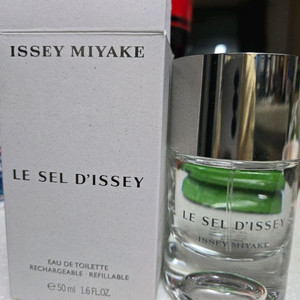 ISSEY MIYAKE
LE SEL D'ISSEY
EAU DE TOILETTE
RECHARGEABLE · REFILLABLE
℮ 50 ml 1.6 FL.OZ.
LE SEL D'ISSEY
ISSEY MIYAKE